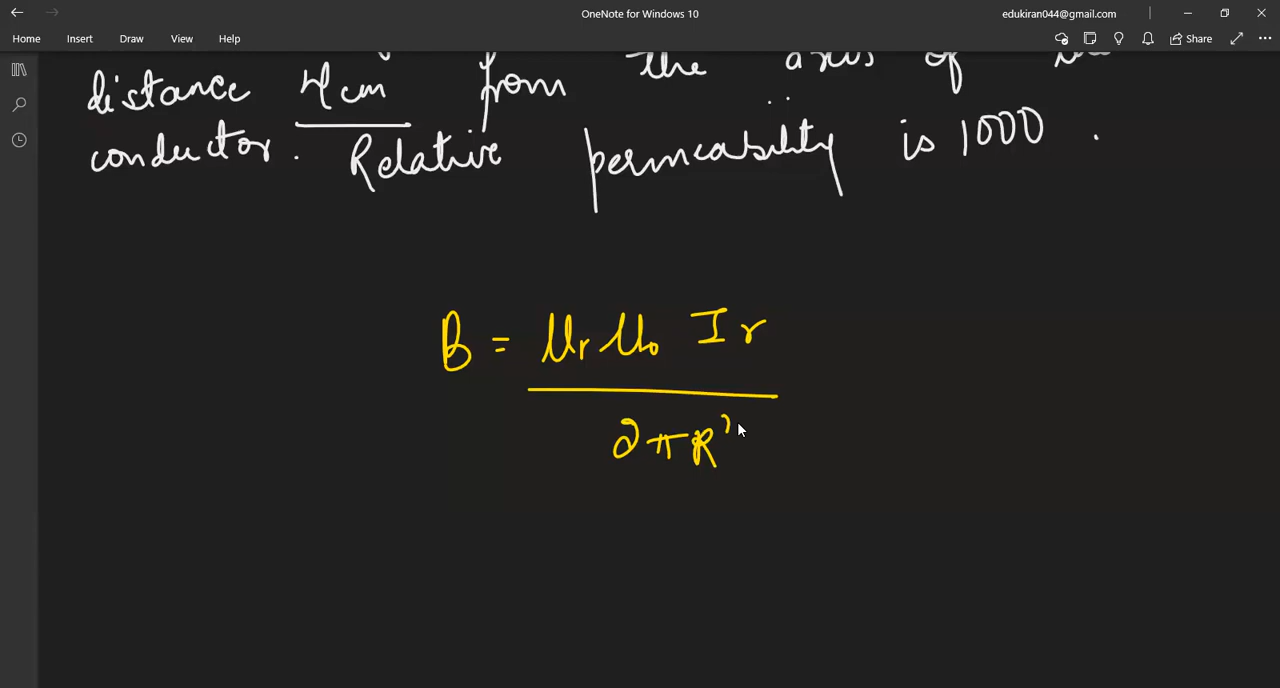 OneNote for Windows 10
edukiran044@gmail.com
Home Insert Draw View Help
Share
distance 4cm from the axis of
conductor. Relative permeability is 1000 .
B = μr μo I r
2πR²